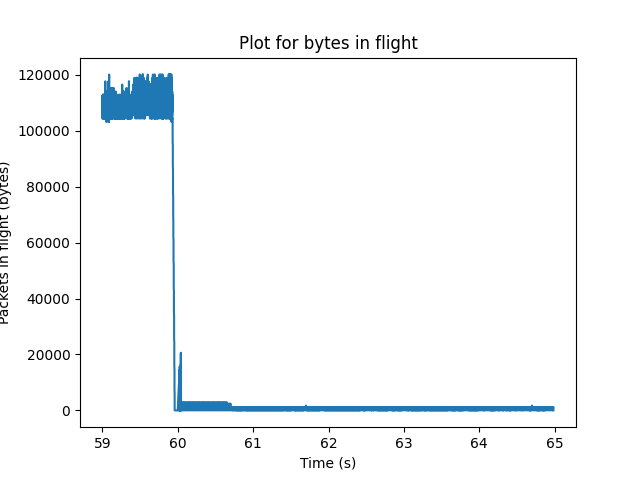 Plot for bytes in flight
Packets in flight (bytes)
120000
100000
80000
60000
40000
20000
0
59 60 61 62 63 64 65
Time (s)